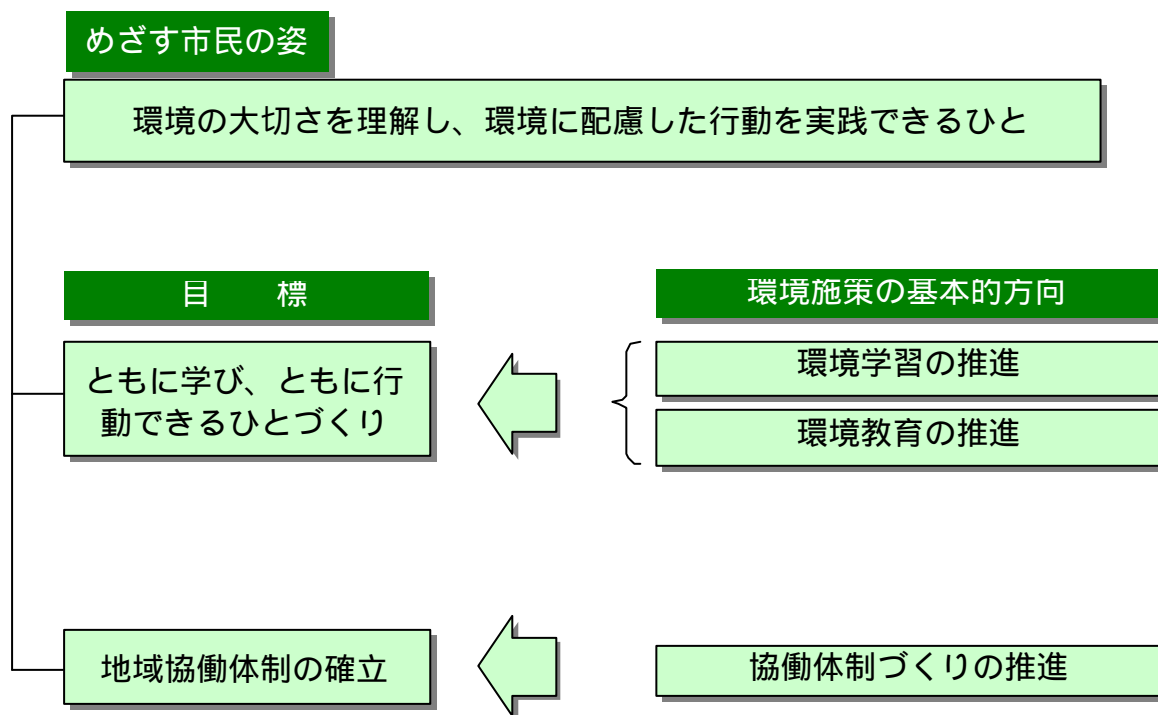 めざす市民の姿
環境の大切さを理解し、環境に配慮した行動を実践できるひと
目　　標
環境施策の基本的方向
ともに学び、ともに行
動できるひとづくり
環境学習の推進
環境教育の推進
地域協働体制の確立
協働体制づくりの推進